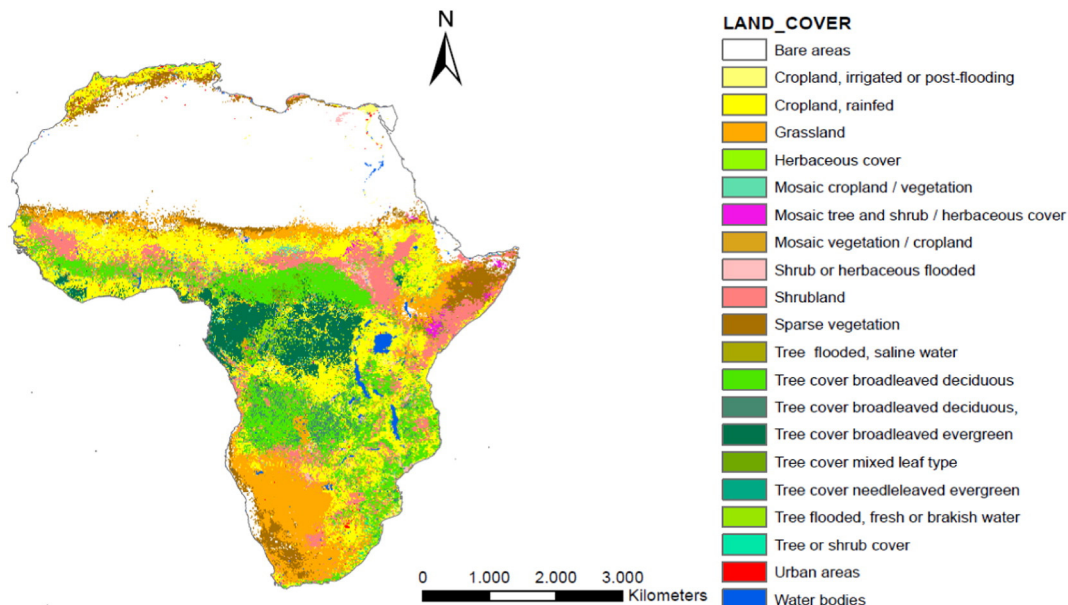 N
LAND_COVER
Bare areas
Cropland, irrigated or post-flooding
Cropland, rainfed
Grassland
Herbaceous cover
Mosaic cropland / vegetation
Mosaic tree and shrub / herbaceous cover
Mosaic vegetation / cropland
Shrub or herbaceous flooded
Shrubland
Sparse vegetation
Tree flooded, saline water
Tree cover broadleaved deciduous
Tree cover broadleaved deciduous,
Tree cover broadleaved evergreen
Tree cover mixed leaf type
Tree cover needleleaved evergreen
Tree flooded, fresh or brakish water
Tree or shrub cover
Urban areas
Water bodies
0 1.000 2.000 3.000
Kilometers